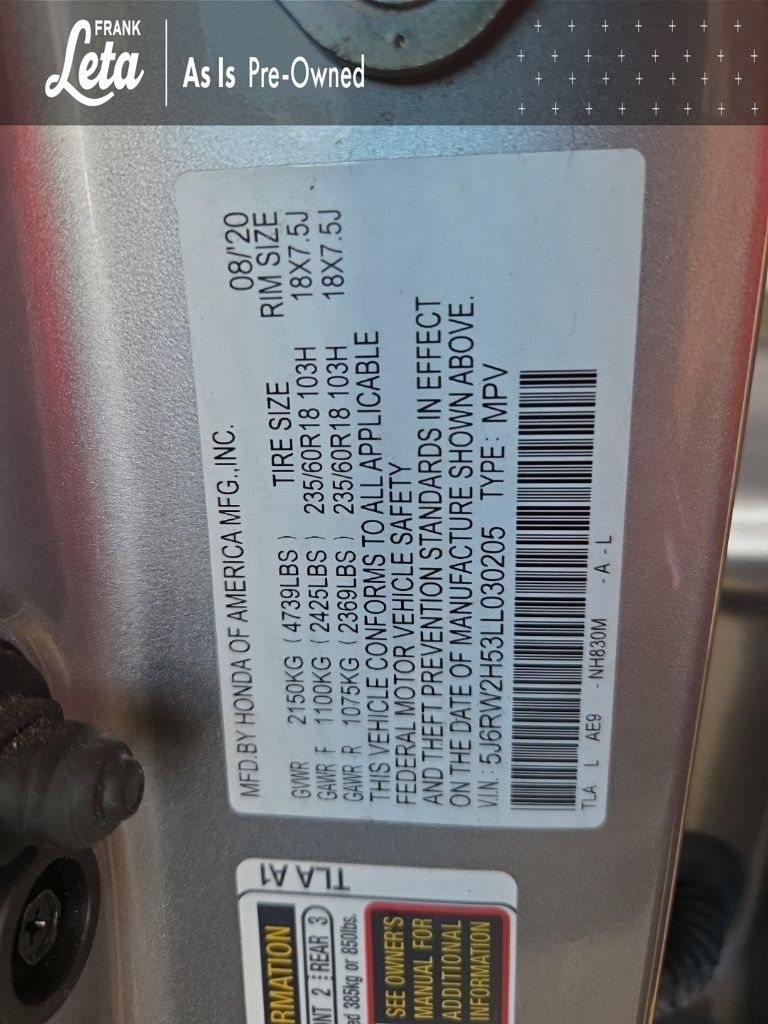 FRANK
Leta
As Is Pre-Owned
MFD.BY HONDA OF AMERICA MFG.,INC. 08/'20
GVWR 2150KG ( 4739LBS ) TIRE SIZE RIM SIZE
GAWR F 1100KG ( 2425LBS ) 235/60R18 103H 18X7.5J
GAWR R 1075KG ( 2369LBS ) 235/60R18 103H 18X7.5J
THIS VEHICLE CONFORMS TO ALL APPLICABLE
FEDERAL MOTOR VEHICLE SAFETY
AND THEFT PREVENTION STANDARDS IN EFFECT
ON THE DATE OF MANUFACTURE SHOWN ABOVE.
V.I.N.: 5J6RW2H53LL030205 TYPE: MPV
TLA L AE9 - NH830M - A - L
TLAA1
RMATION
NT 2 REAR 3
ed 385kg or 850lbs.
SEE OWNER'S
MANUAL FOR
ADDITIONAL
INFORMATION